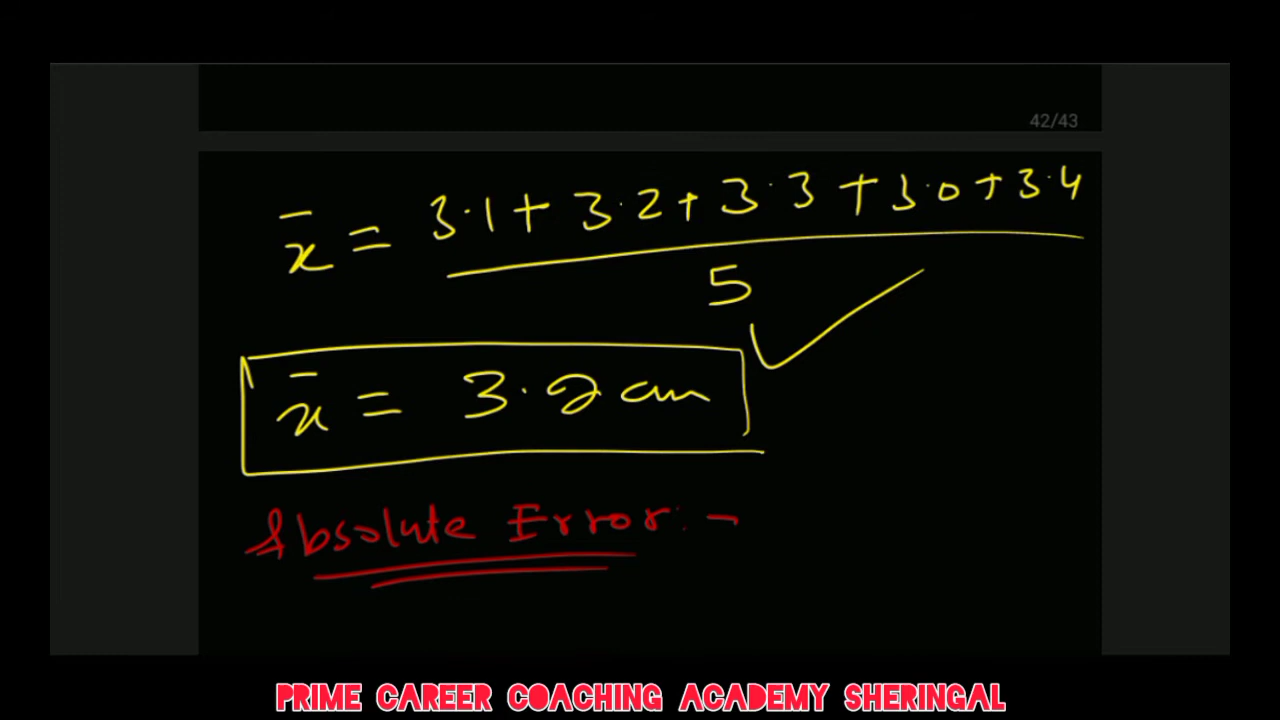 42/43
x̄ = 3.1 + 3.2 + 3.3 + 3.0 + 3.4
5
x̄ = 3.2 cm
Absolute Error: -
PRIME CAREER COACHING ACADEMY SHERINGAL